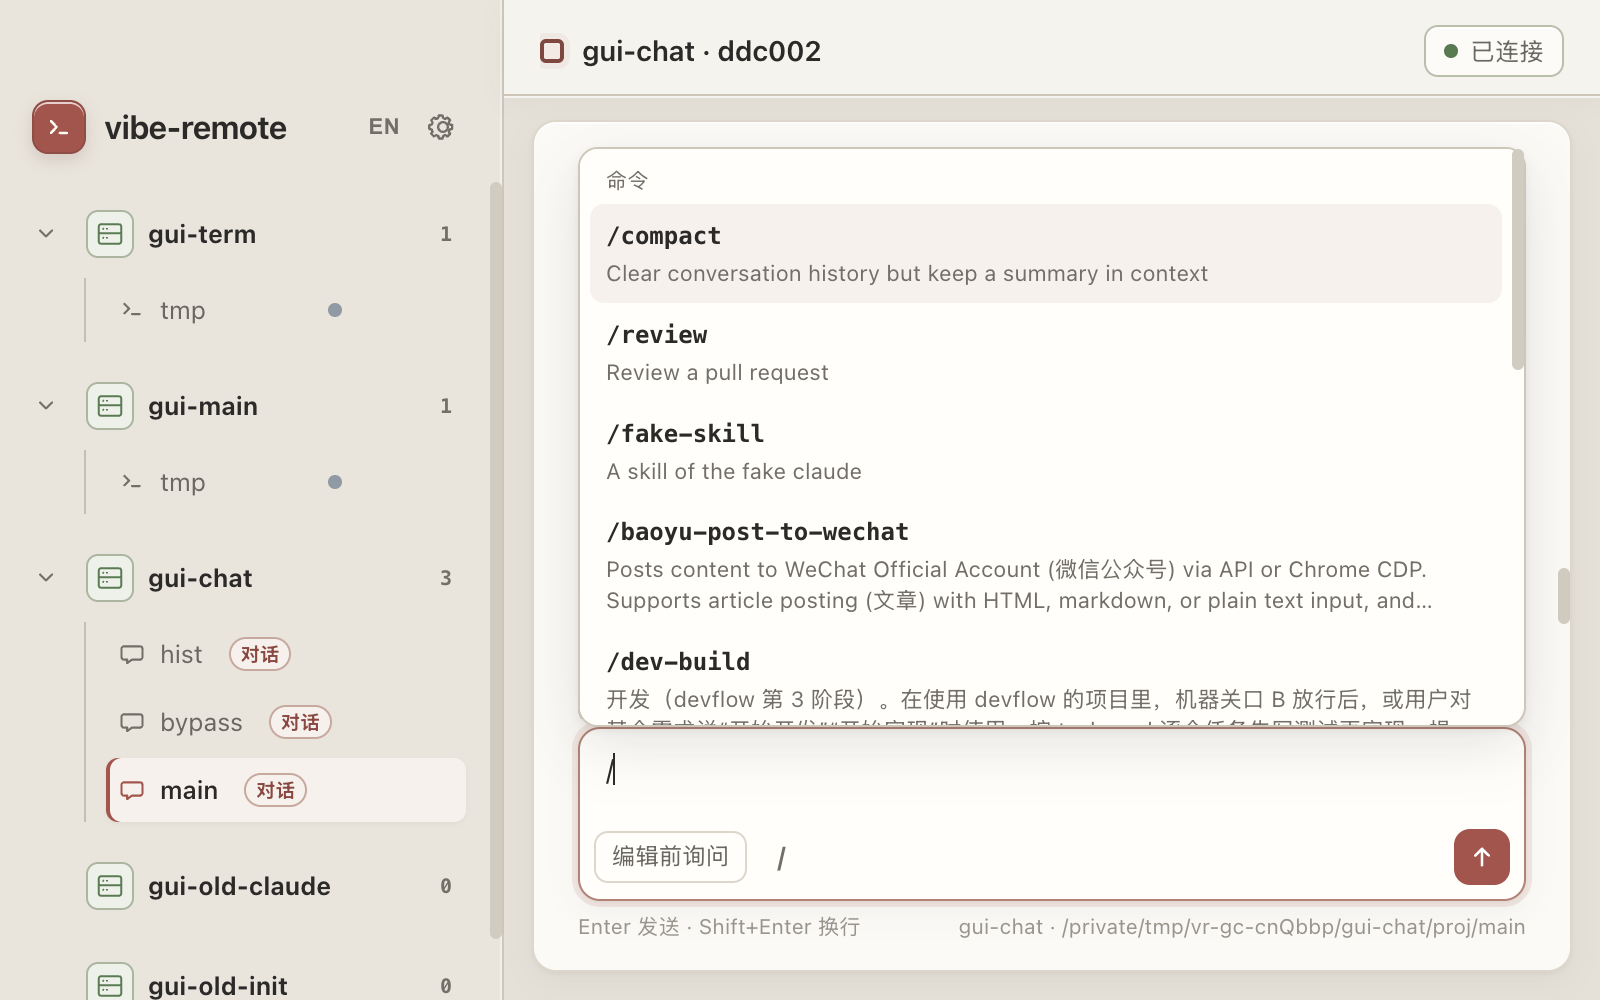 vibe-remote
EN
gui-term
1
tmp
gui-main
1
tmp
gui-chat
3
hist
对话
bypass
对话
main
对话
gui-old-claude
0
gui-old-init
0
gui-chat · ddc002
已连接
命令
/compact
Clear conversation history but keep a summary in context
/review
Review a pull request
/fake-skill
A skill of the fake claude
/baoyu-post-to-wechat
Posts content to WeChat Official Account (微信公众号) via API or Chrome CDP.
Supports article posting (文章) with HTML, markdown, or plain text input, and...
/dev-build
开发（devflow 第 3 阶段）。在使用 devflow 的项目里，机器关口 B 放行后，或用户对
/
编辑前询问
/
Enter 发送 · Shift+Enter 换行
gui-chat · /private/tmp/vr-gc-cnQbbp/gui-chat/proj/main